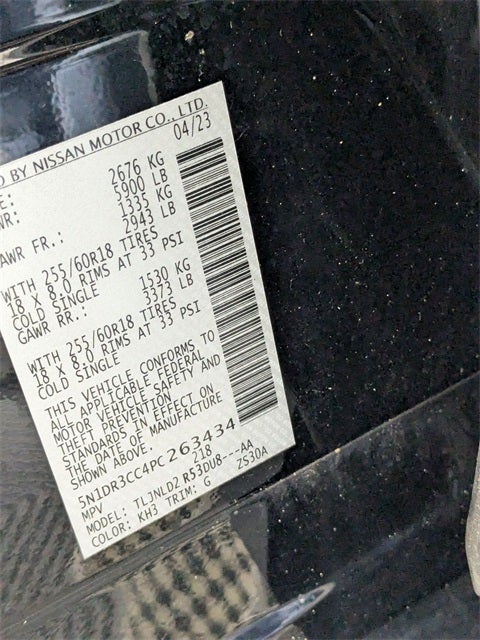 D BY NISSAN MOTOR CO., LTD.
04/23
E: 2676 KG
5900 LB
NR: 1335 KG
GAWR FR.: 2943 LB
WITH 255/60R18 TIRES
18 X 8.0 RIMS AT 33 PSI
COLD SINGLE
GAWR RR.: 1530 KG
3373 LB
WITH 255/60R18 TIRES
18 X 8.0 RIMS AT 33 PSI
COLD SINGLE
THIS VEHICLE CONFORMS TO
ALL APPLICABLE FEDERAL
MOTOR VEHICLE SAFETY AND
THEFT PREVENTION
STANDARDS IN EFFECT ON
THE DATE OF MANUFACTURE
SHOWN ABOVE.
5N1DR3CC4PC263434
MPV 218
MODEL: TLJNLD2 R53DU8---AA
COLOR: KH3 TRIM: G ZS30A